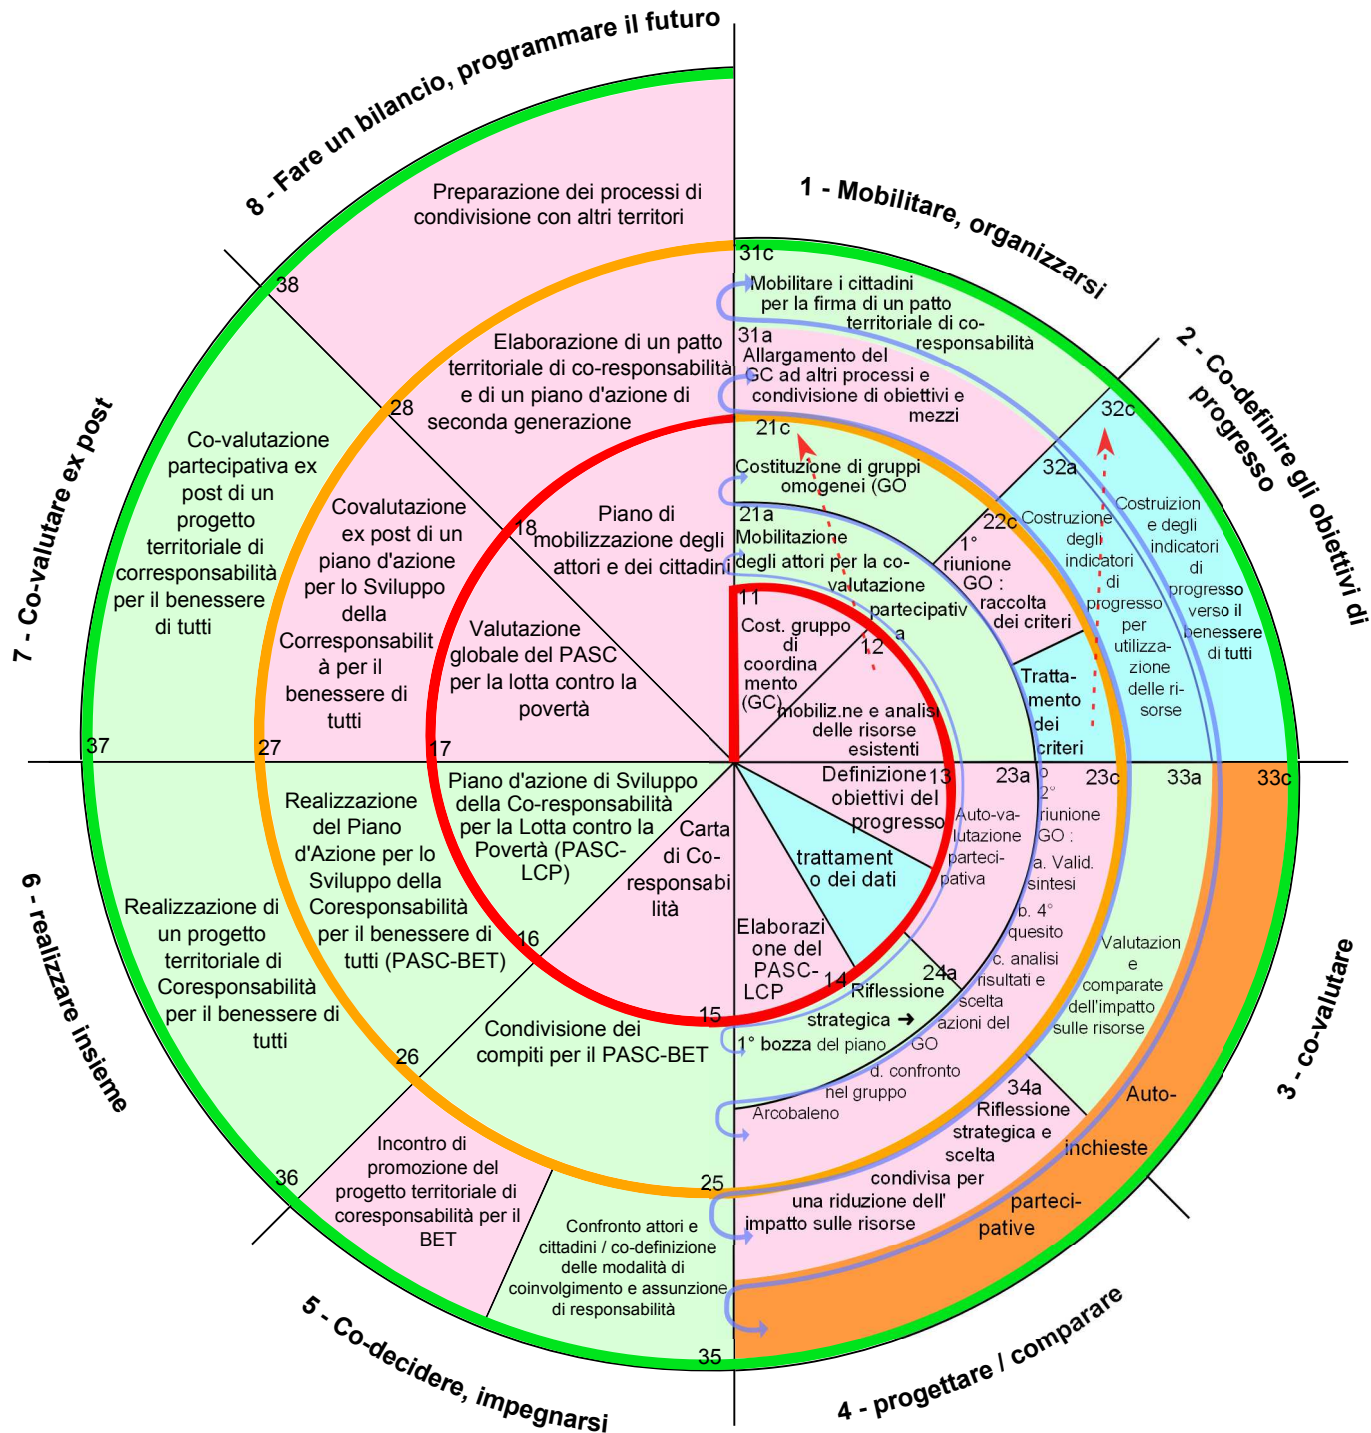 8 - Fare un bilancio, programmare il futuro
1 - Mobilitare, organizzarsi
2 - Co-definire gli obiettivi di
progresso
3 - co-valutare
4 - progettare / comparare
5 - Co-decidere, impegnarsi
6 - realizzare insieme
7 - Co-valutare ex post
Preparazione dei processi di
condivisione con altri territori
38
Elaborazione di un patto
territoriale di co-responsabilità
e di un piano d'azione di
seconda generazione
28
Piano di
mobilizzazione degli
attori e dei cittadini
18
31c
Mobilitare i cittadini
per la firma di un patto
territoriale di co-
responsabilità
31a
Allargamento del
GC ad altri processi e
condivisione di obiettivi e
mezzi
21c
Costituzione di gruppi
omogenei (GO
21a
Mobilitazione
degli attori per la co-
valutazione
partecipativ
a
11
Cost. gruppo
di
coordina
mento
(GC)
12
mobiliz.ne e analisi
delle risorse
esistenti
22c
1°
riunione
GO :
raccolta
dei criteri
Tratta-
mento
dei
criteri
32a
Costruzione
degli
indicatori
di
progresso
per
utilizza-
zione
delle ri-
sorse
32c
Costruizion
e degli
indicatori
di
progresso
verso il
benessere
di tutti
13
Definizione
obiettivi del
progresso
trattament
o dei dati
23a
Auto-va-
lutazione
parteci-
pativa
23c
2°
riunione
GO :
a. Valid.
sintesi
b. 4°
quesito
c. analisi
risultati e
scelta
azioni del
GO
d. confronto
nel gruppo
Arcobaleno
33a
Valutazion
e
comparate
dell'impatto
sulle risorse
33c
Auto-
inchieste
parteci-
pative
14
Elaborazi
one del
PASC-
LCP
24a
Riflessione
strategica ➔
1° bozza del piano
34a
Riflessione
strategica e
scelta
condivisa per
una riduzione dell'
impatto sulle risorse
15
Carta
di Co-
responsabi
lità
25
Condivisione dei
compiti per il PASC-BET
35
Confronto attori e
cittadini / co-definizione
delle modalità di
coinvolgimento e assunzione
di responsabilità
Incontro di
promozione del
progetto territoriale di
coresponsabilità per il
BET
16
Piano d'azione di Sviluppo
della Co-responsabilità
per la Lotta contro la
Povertà (PASC-
LCP)
26
Realizzazione
del Piano
d'Azione per lo
Sviluppo della
Coresponsabilità
per il benessere di
tutti (PASC-BET)
36
Realizzazione di
un progetto
territoriale di
Coresponsabilità
per il benessere di
tutti
17
Valutazione
globale del PASC
per la lotta contro la
povertà
27
Covalutazione
ex post di un
piano d'azione
per lo Sviluppo
della
Corresponsabilit
à per il
benessere di
tutti
37
Co-valutazione
partecipativa ex
post di un
progetto
territoriale di
corresponsabilità
per il benessere
di tutti